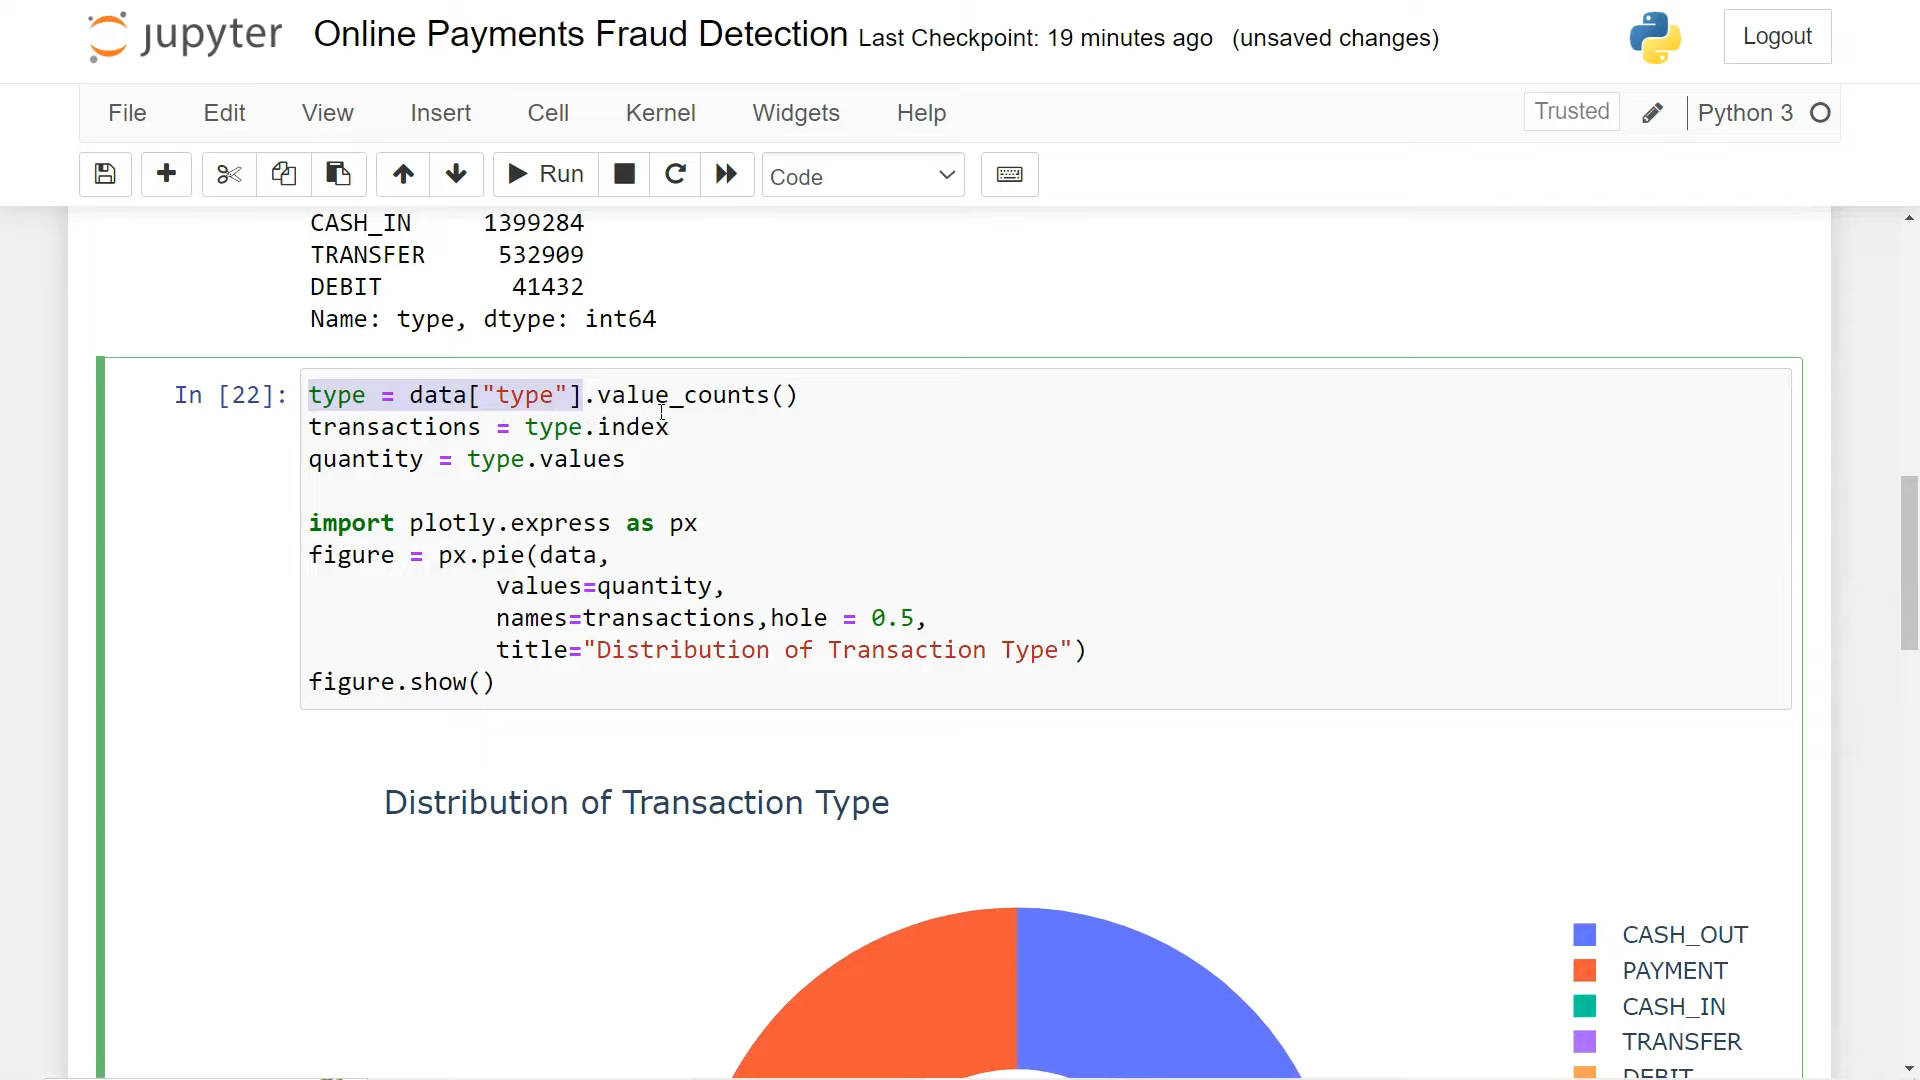 jupyter Online Payments Fraud Detection Last Checkpoint: 19 minutes ago (unsaved changes) Logout
File Edit View Insert Cell Kernel Widgets Help Trusted Python 3
Run Code
CASH_IN 1399284
TRANSFER 532909
DEBIT 41432
Name: type, dtype: int64
In [22]: type = data["type"].value_counts()
transactions = type.index
quantity = type.values
import plotly.express as px
figure = px.pie(data,
values=quantity,
names=transactions,hole = 0.5,
title="Distribution of Transaction Type")
figure.show()
Distribution of Transaction Type
CASH_OUT
PAYMENT
CASH_IN
TRANSFER
DEBIT